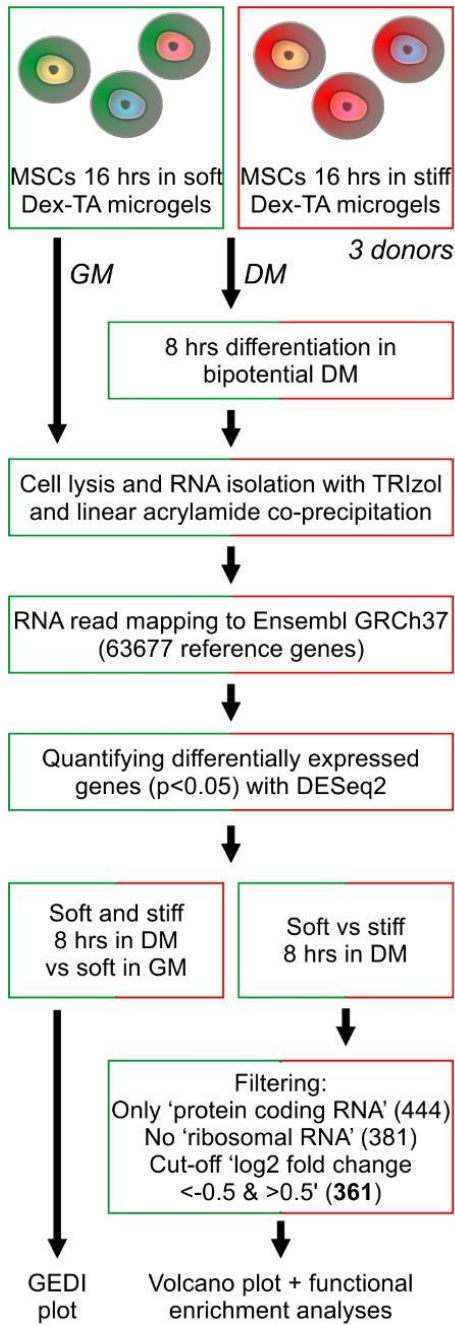 MSCs 16 hrs in soft
Dex-TA microgels
MSCs 16 hrs in stiff
Dex-TA microgels
3 donors
GM
DM
8 hrs differentiation in
bipotential DM
Cell lysis and RNA isolation with TRIzol
and linear acrylamide co-precipitation
RNA read mapping to Ensembl GRCh37
(63677 reference genes)
Quantifying differentially expressed
genes (p<0.05) with DESeq2
Soft and stiff
8 hrs in DM
vs soft in GM
Soft vs stiff
8 hrs in DM
Filtering:
Only ‘protein coding RNA’ (444)
No ‘ribosomal RNA’ (381)
Cut-off ‘log2 fold change
<-0.5 & >0.5' (361)
GEDI
plot
Volcano plot + functional
enrichment analyses